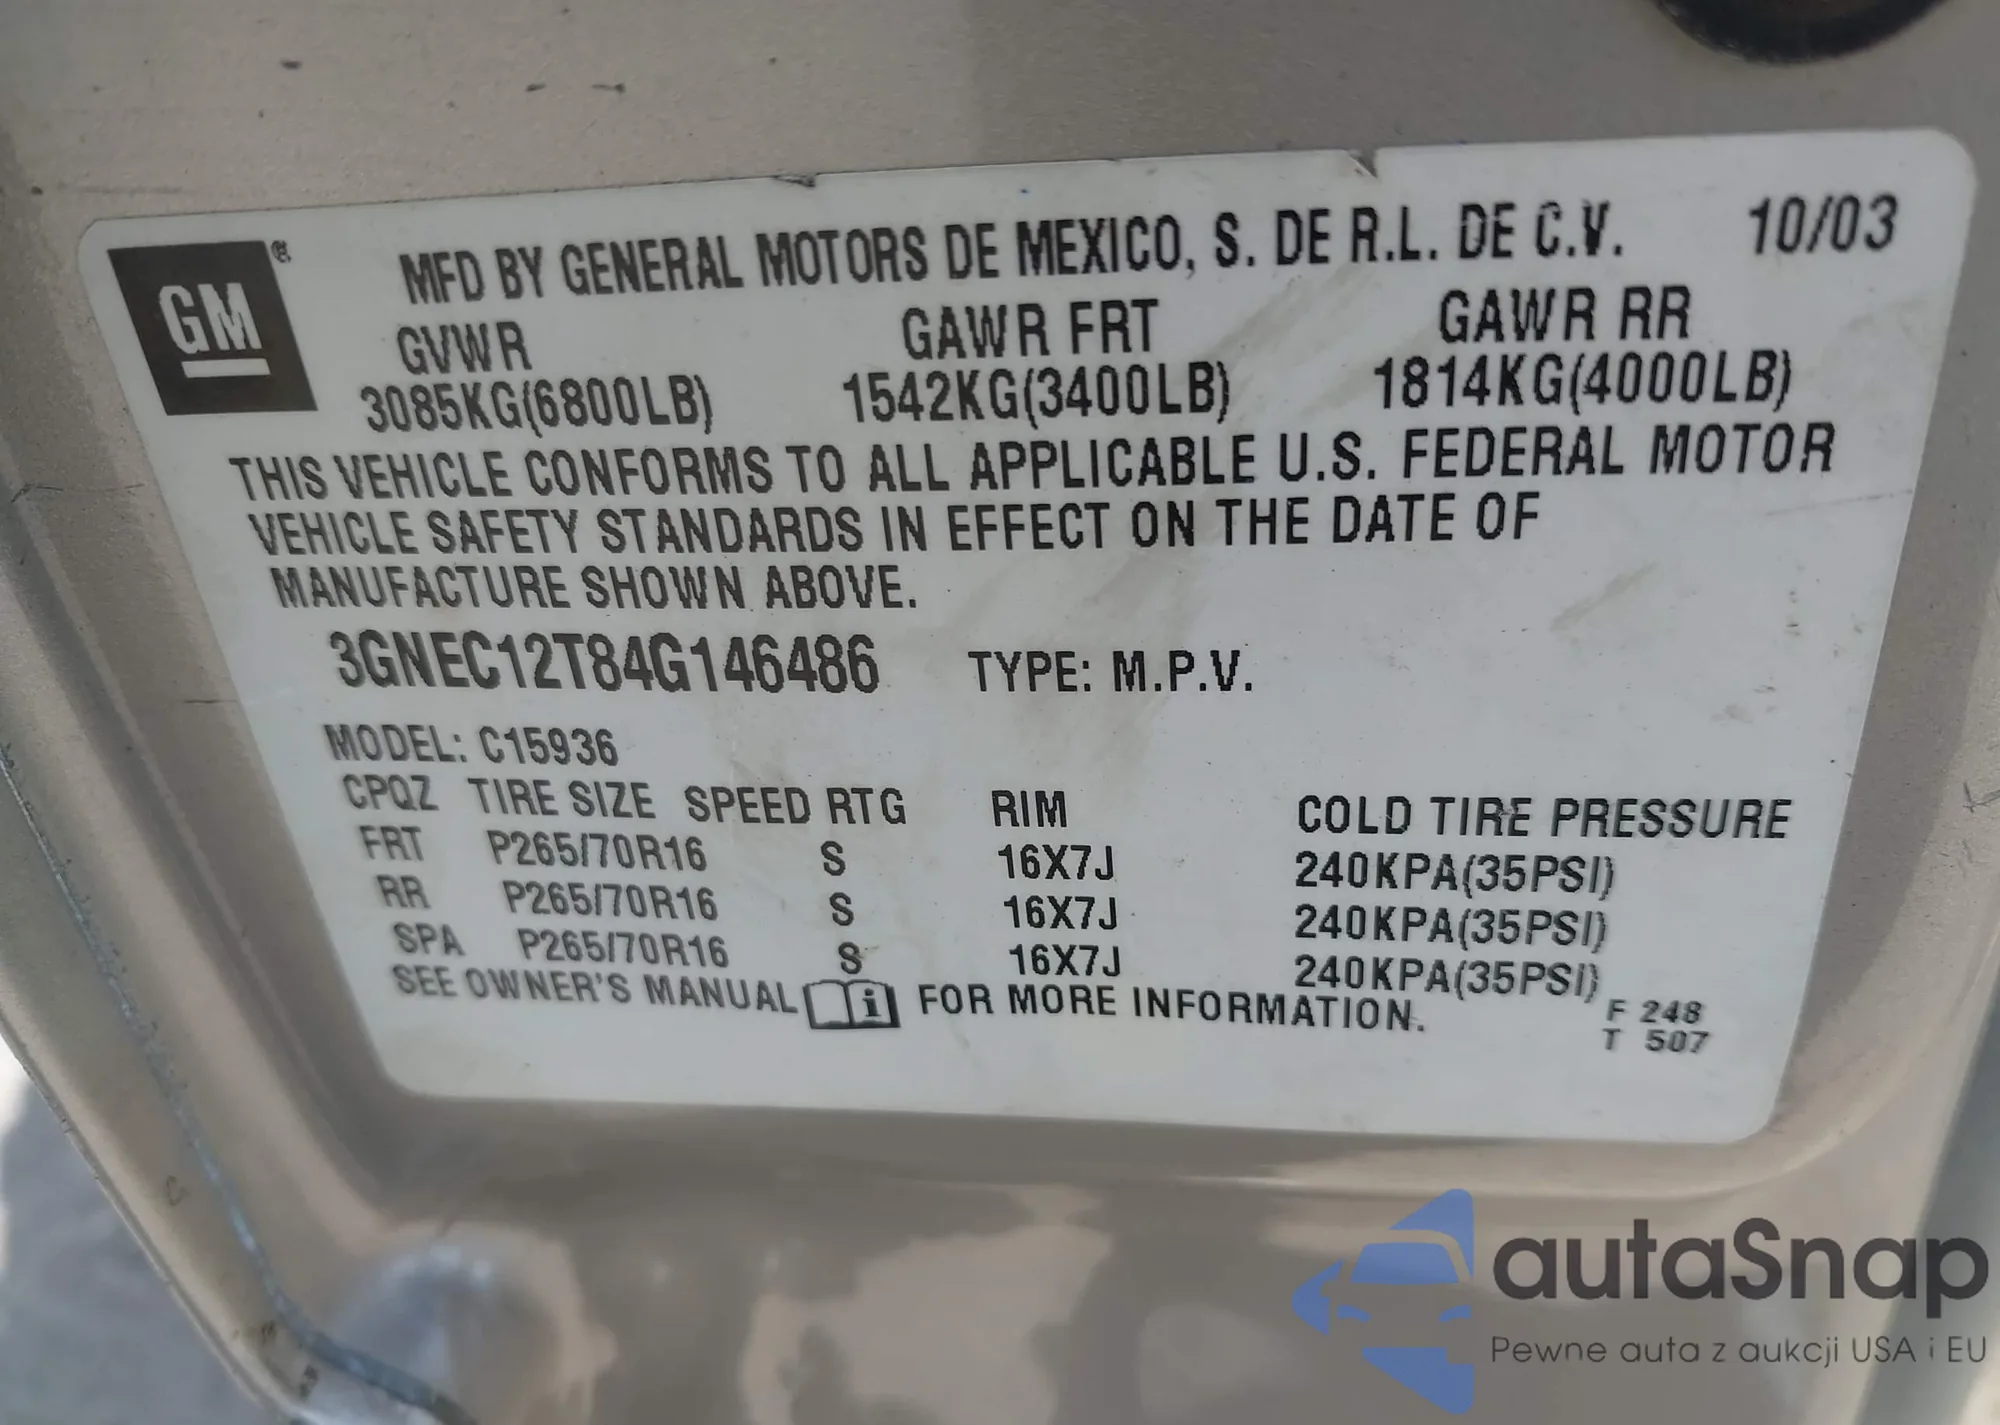 GM®
MFD BY GENERAL MOTORS DE MEXICO, S. DE R.L. DE C.V. 10/03
GVWR GAWR FRT GAWR RR
3085KG(6800LB) 1542KG(3400LB) 1814KG(4000LB)
THIS VEHICLE CONFORMS TO ALL APPLICABLE U.S. FEDERAL MOTOR
VEHICLE SAFETY STANDARDS IN EFFECT ON THE DATE OF
MANUFACTURE SHOWN ABOVE.
3GNEC12T84G146486 TYPE: M.P.V.
MODEL: C15936
CPQZ TIRE SIZE SPEED RTG RIM COLD TIRE PRESSURE
FRT P265/70R16 S 16X7J 240KPA(35PSI)
RR P265/70R16 S 16X7J 240KPA(35PSI)
SPA P265/70R16 S 16X7J 240KPA(35PSI)
SEE OWNER'S MANUAL i FOR MORE INFORMATION.
F 248
T 507
autaSnap
Pewne auta z aukcji USA i EU